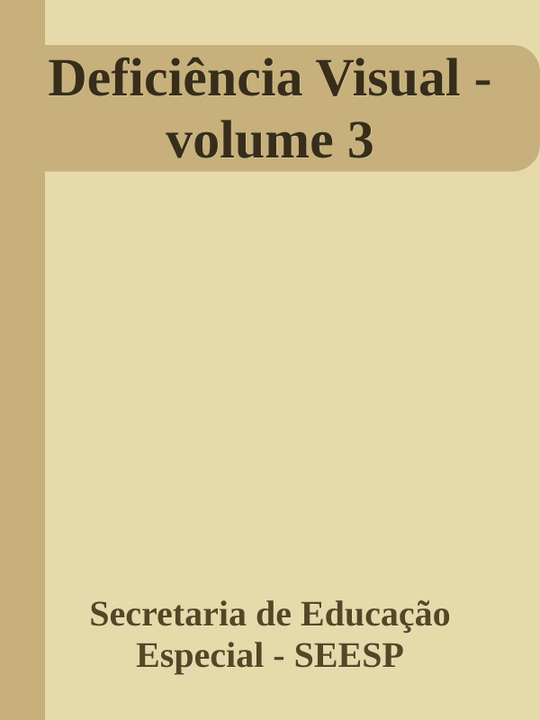 Deficiência Visual -
volume 3
Secretaria de Educação
Especial - SEESP